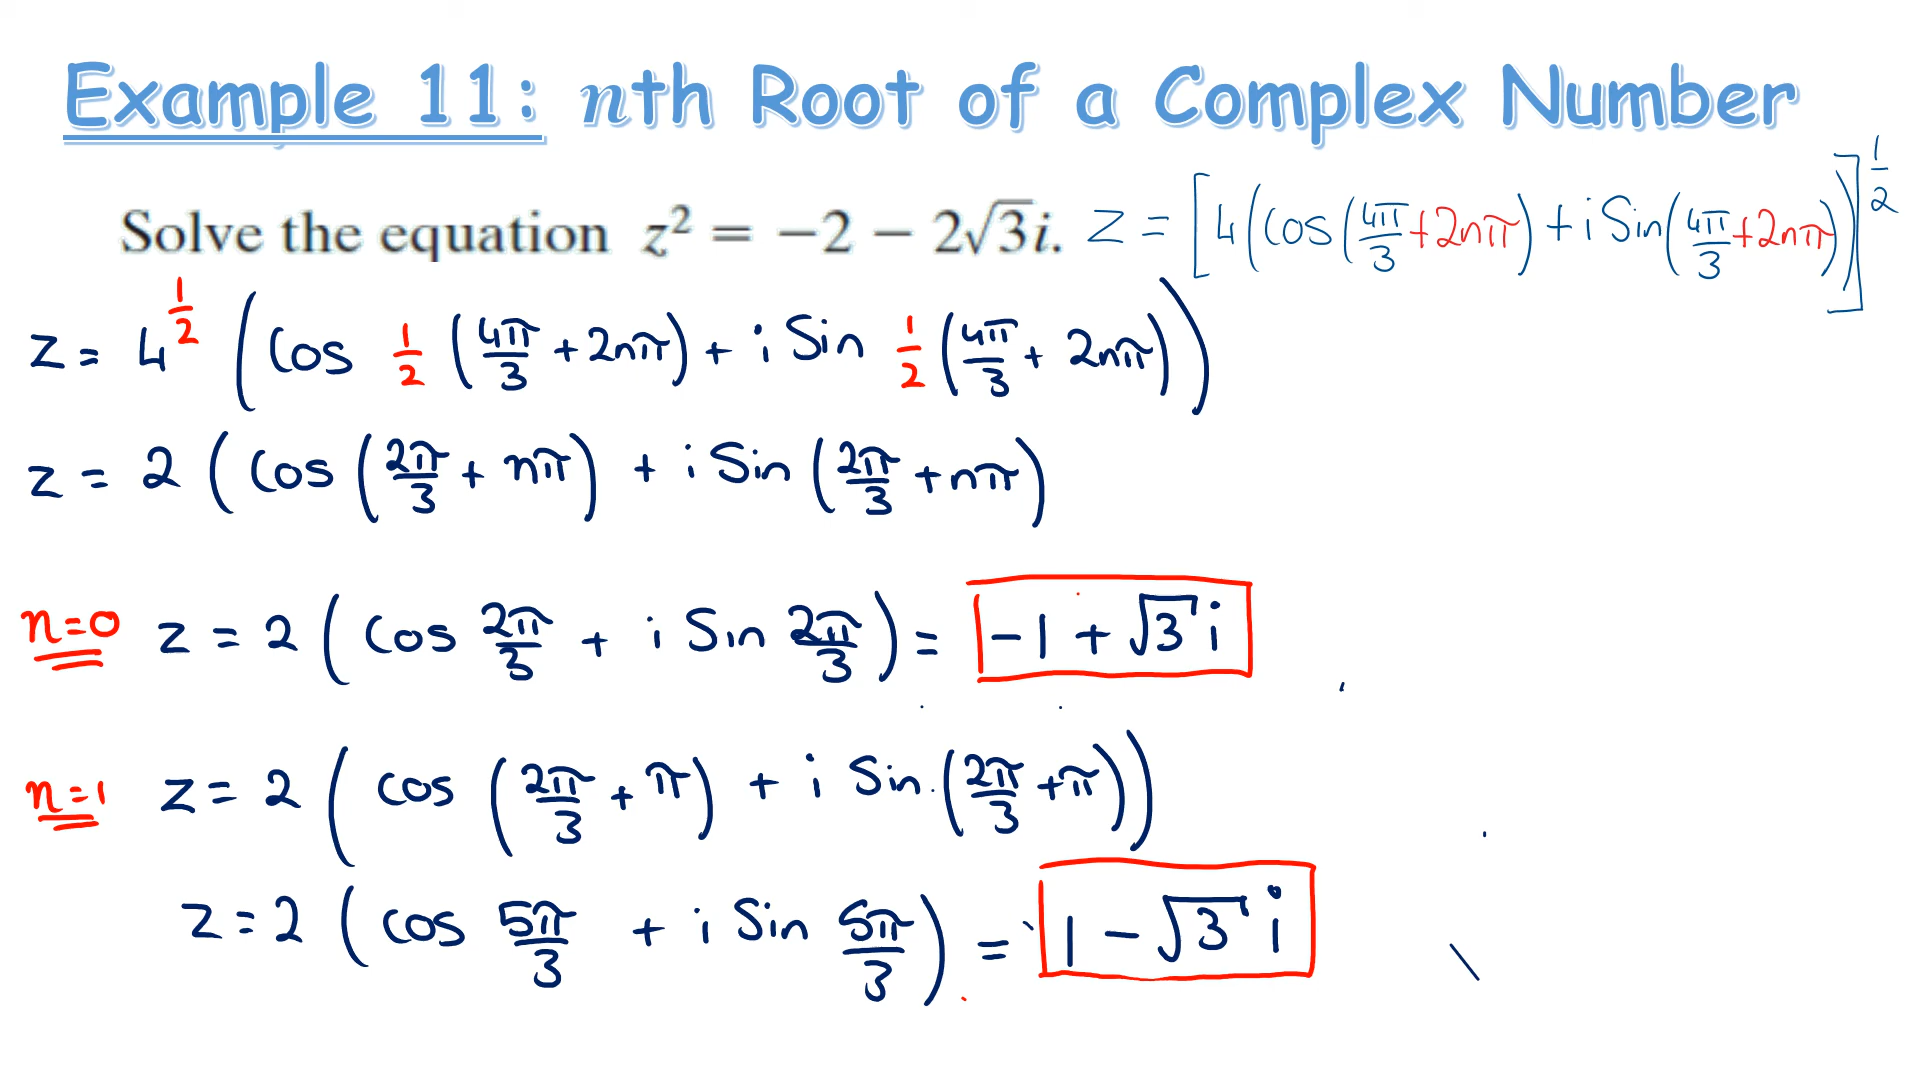 Example 11: nth Root of a Complex Number
Solve the equation z² = −2 − 2√3i. z = [4(cos(4π/3 + 2nπ) + i Sin(4π/3 + 2nπ))]^(1/2)
z = 4^(1/2) (cos 1/2 (4π/3 + 2nπ) + i Sin 1/2 (4π/3 + 2nπ))
z = 2 (cos (2π/3 + nπ) + i Sin (2π/3 + nπ)
n=0 z = 2 (cos 2π/3 + i Sin 2π/3) = −1 + √3 i
n=1 z = 2 (cos (2π/3 + π) + i Sin (2π/3 + π))
z = 2 (cos 5π/3 + i Sin 5π/3) = 1 − √3 i